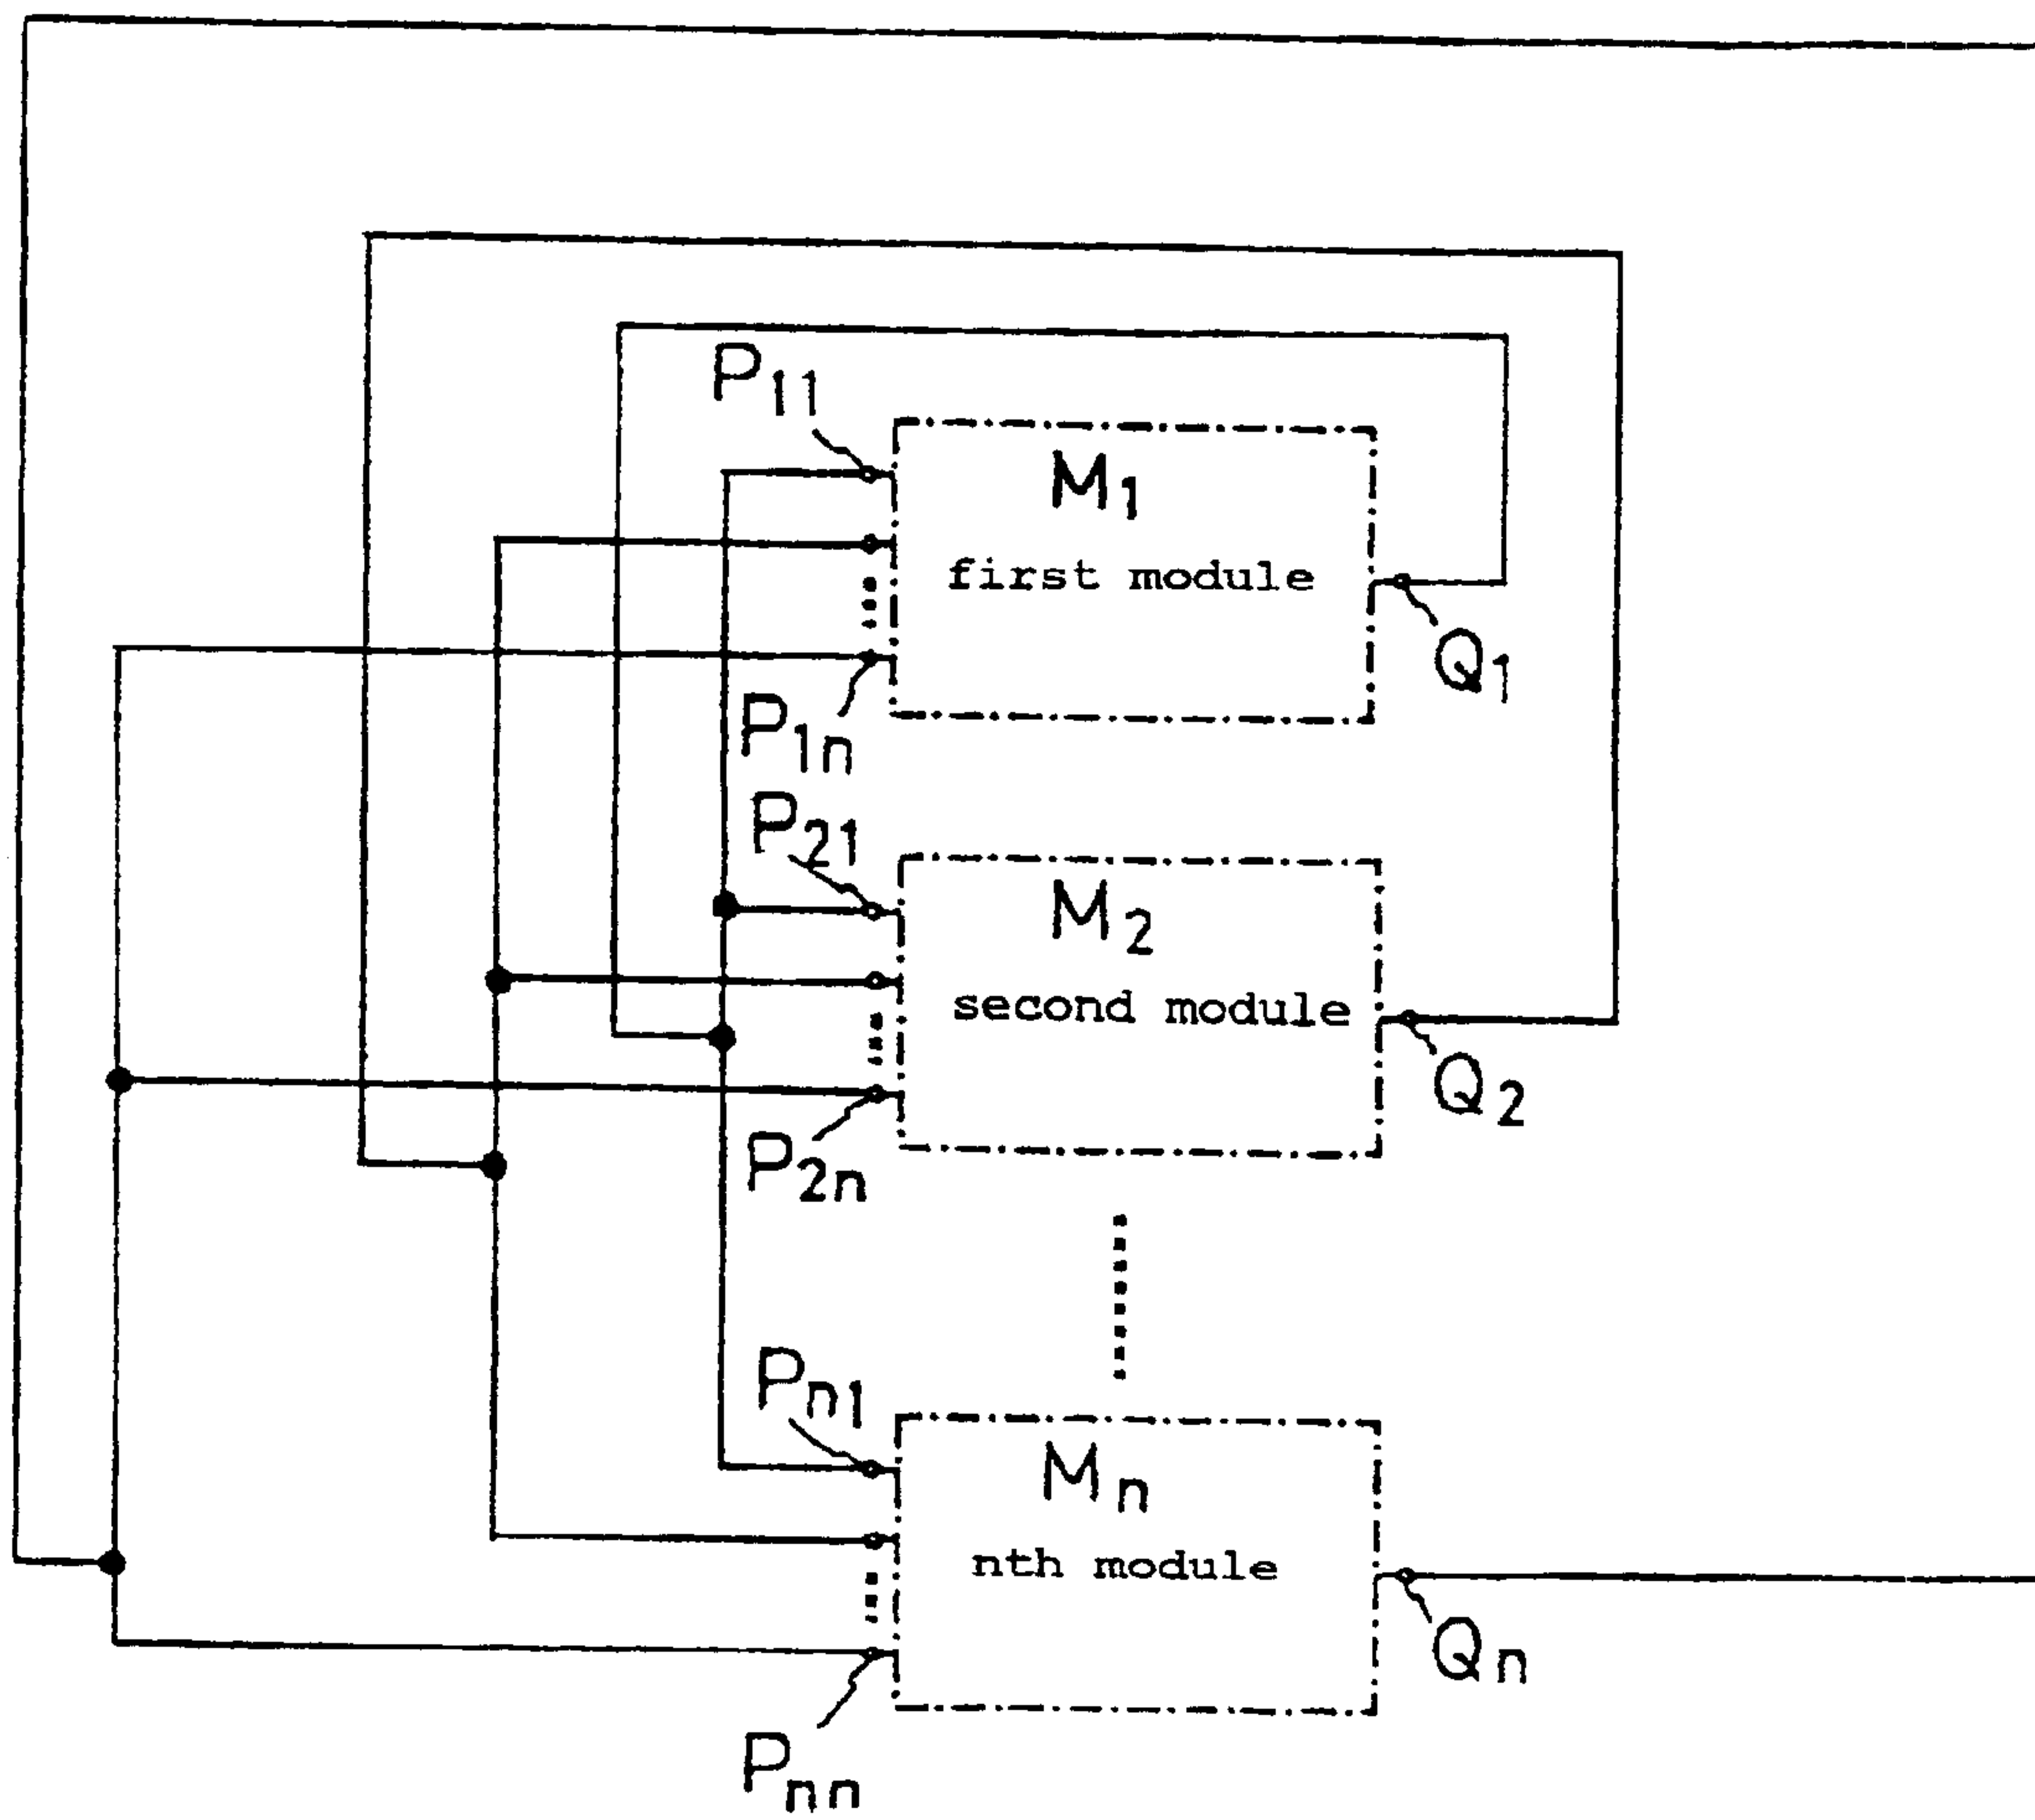 P11
M1
first module
Q1
P1n
P21
M2
second module
Q2
P2n
Pn1
Mn
nth module
Qn
Pnn